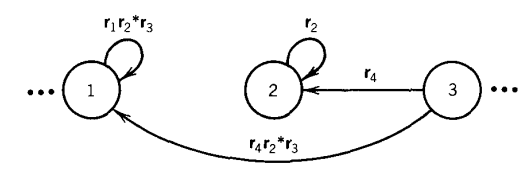 r₁r₂*r₃
r₂
r₄
••• 1 2 3 •••
r₄r₂*r₃